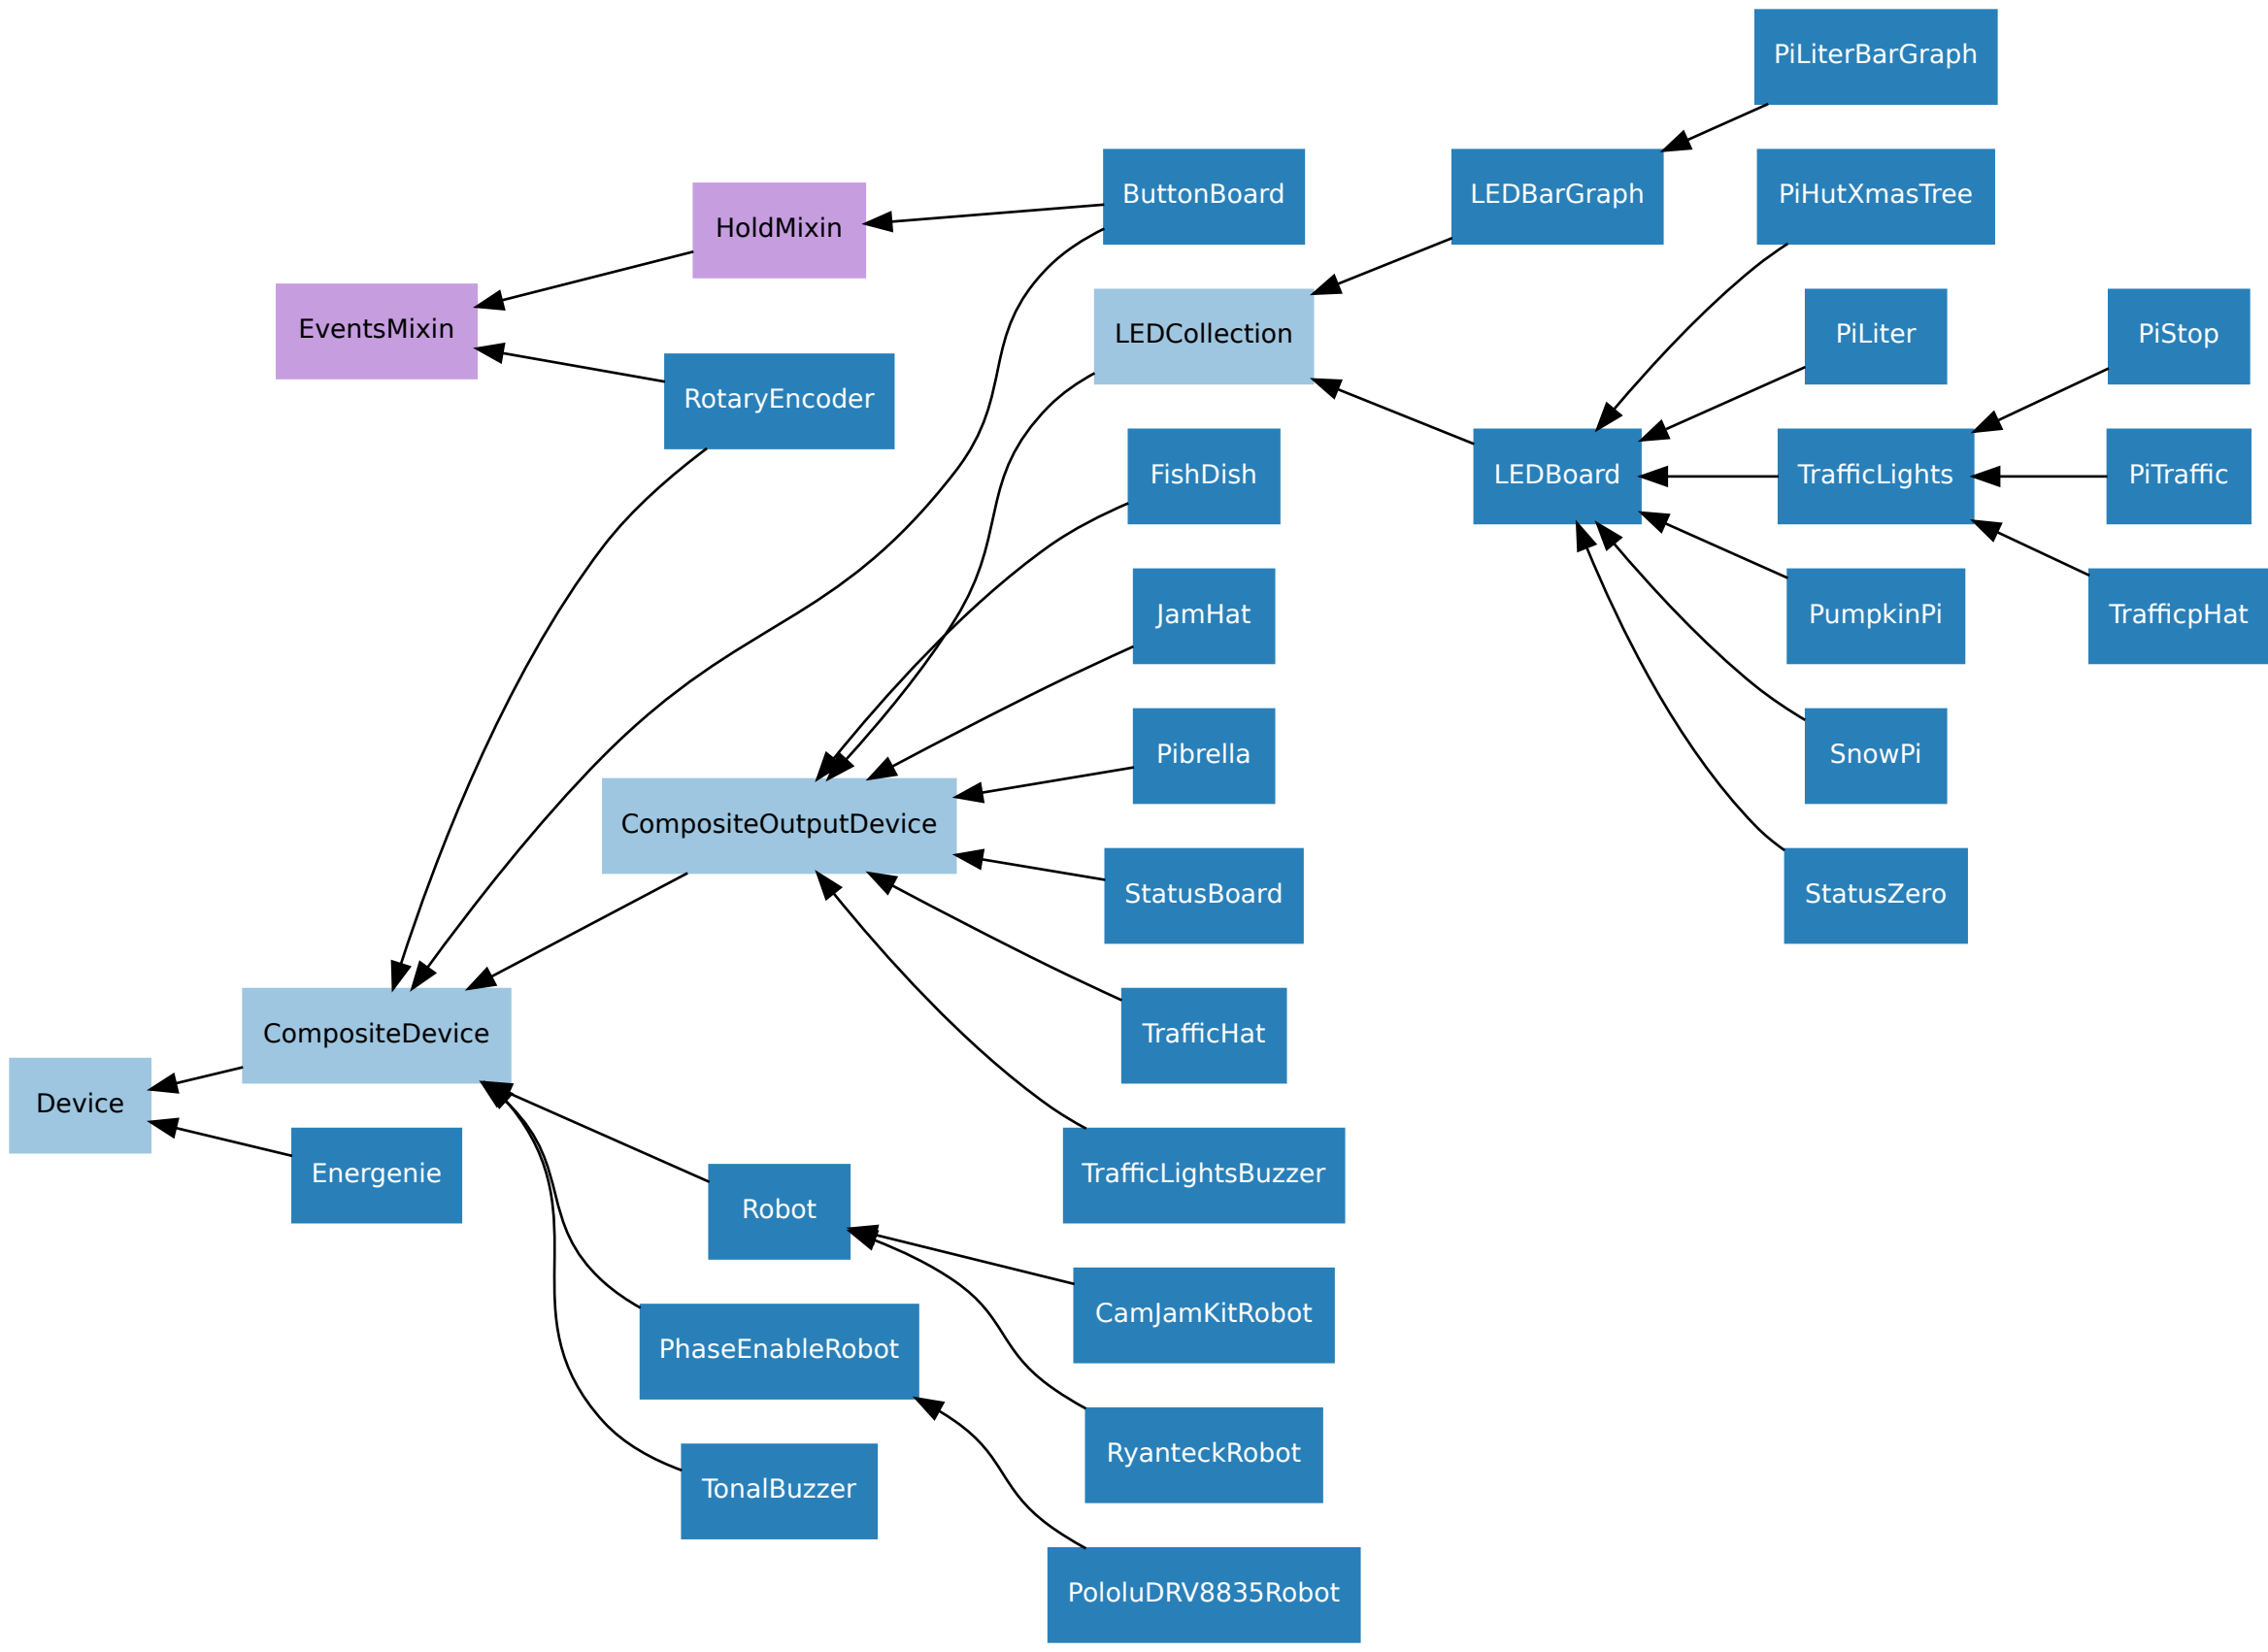 PiLiterBarGraph
ButtonBoard
LEDBarGraph
PiHutXmasTree
HoldMixin
EventsMixin
LEDCollection
PiLiter
PiStop
RotaryEncoder
FishDish
LEDBoard
TrafficLights
PiTraffic
JamHat
PumpkinPi
TrafficpHat
Pibrella
SnowPi
CompositeOutputDevice
StatusBoard
StatusZero
CompositeDevice
TrafficHat
Device
Energenie
TrafficLightsBuzzer
Robot
CamJamKitRobot
PhaseEnableRobot
RyanteckRobot
TonalBuzzer
PololuDRV8835Robot